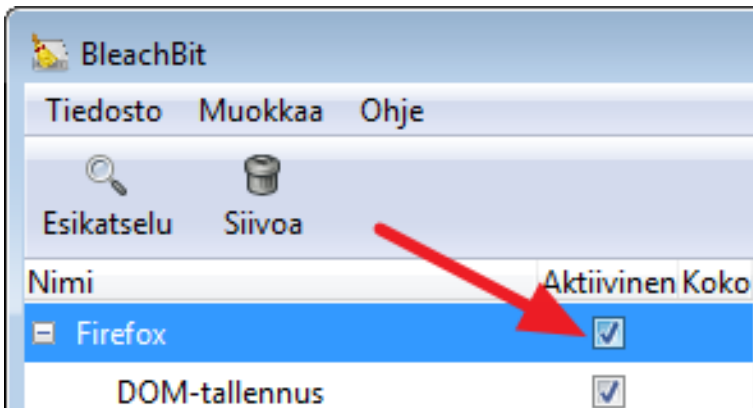 BleachBit
Tiedosto Muokkaa Ohje
Esikatselu Siivoa
Nimi Aktiivinen Koko
Firefox
DOM-tallennus